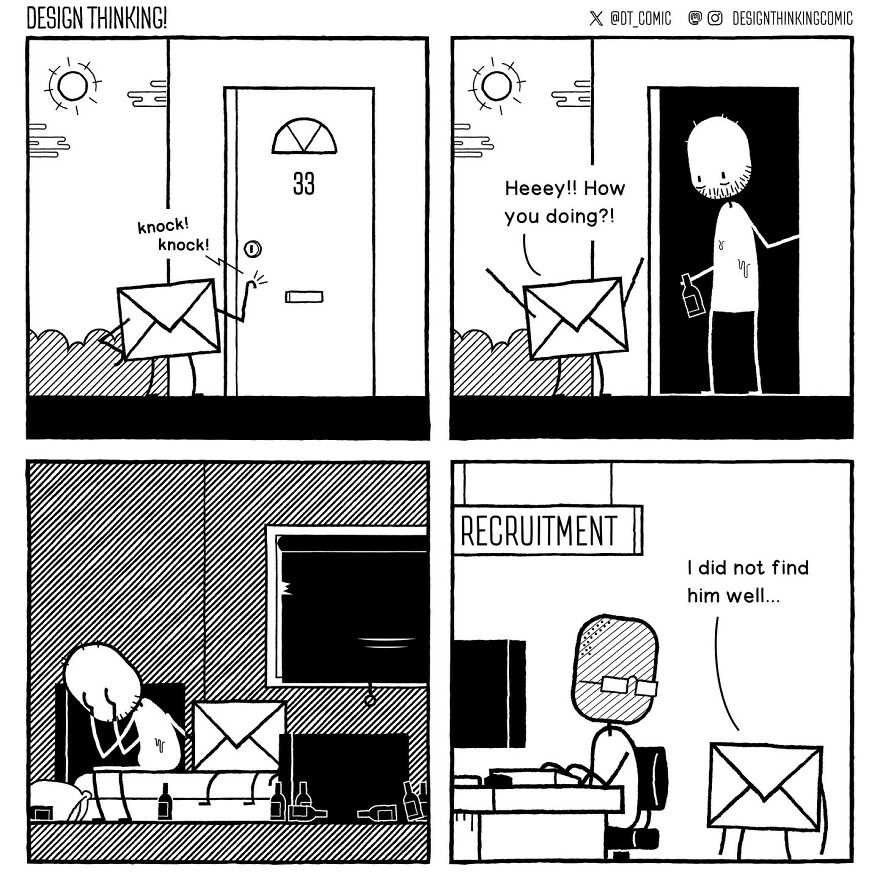 DESIGN THINKING!
@DT_COMIC DESIGNTHINKINGCOMIC
33
knock!
knock!
Heeey!! How
you doing?!
RECRUITMENT
I did not find
him well...